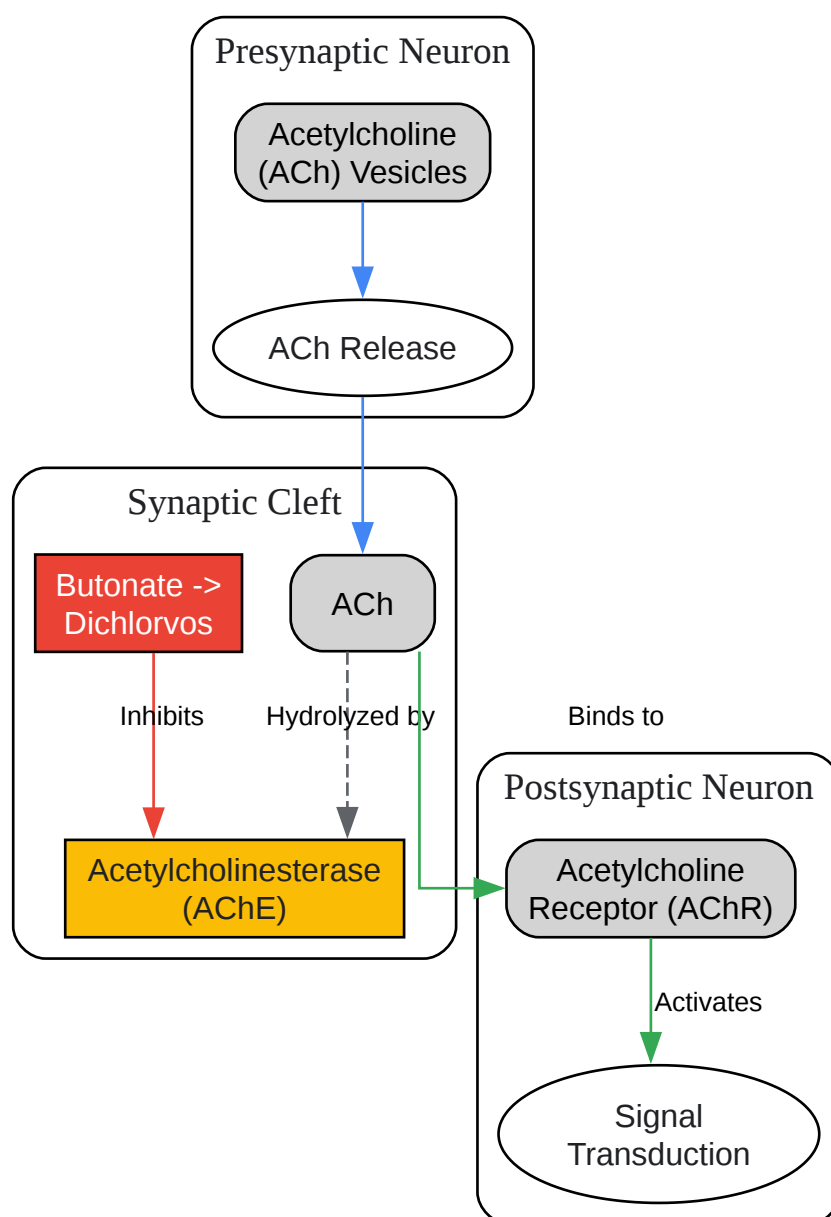 Presynaptic Neuron
Acetylcholine
(ACh) Vesicles
ACh Release
Synaptic Cleft
Butonate ->
Dichlorvos
ACh
Inhibits
Hydrolyzed by
Binds to
Postsynaptic Neuron
Acetylcholinesterase
(AChE)
Acetylcholine
Receptor (AChR)
Activates
Signal
Transduction